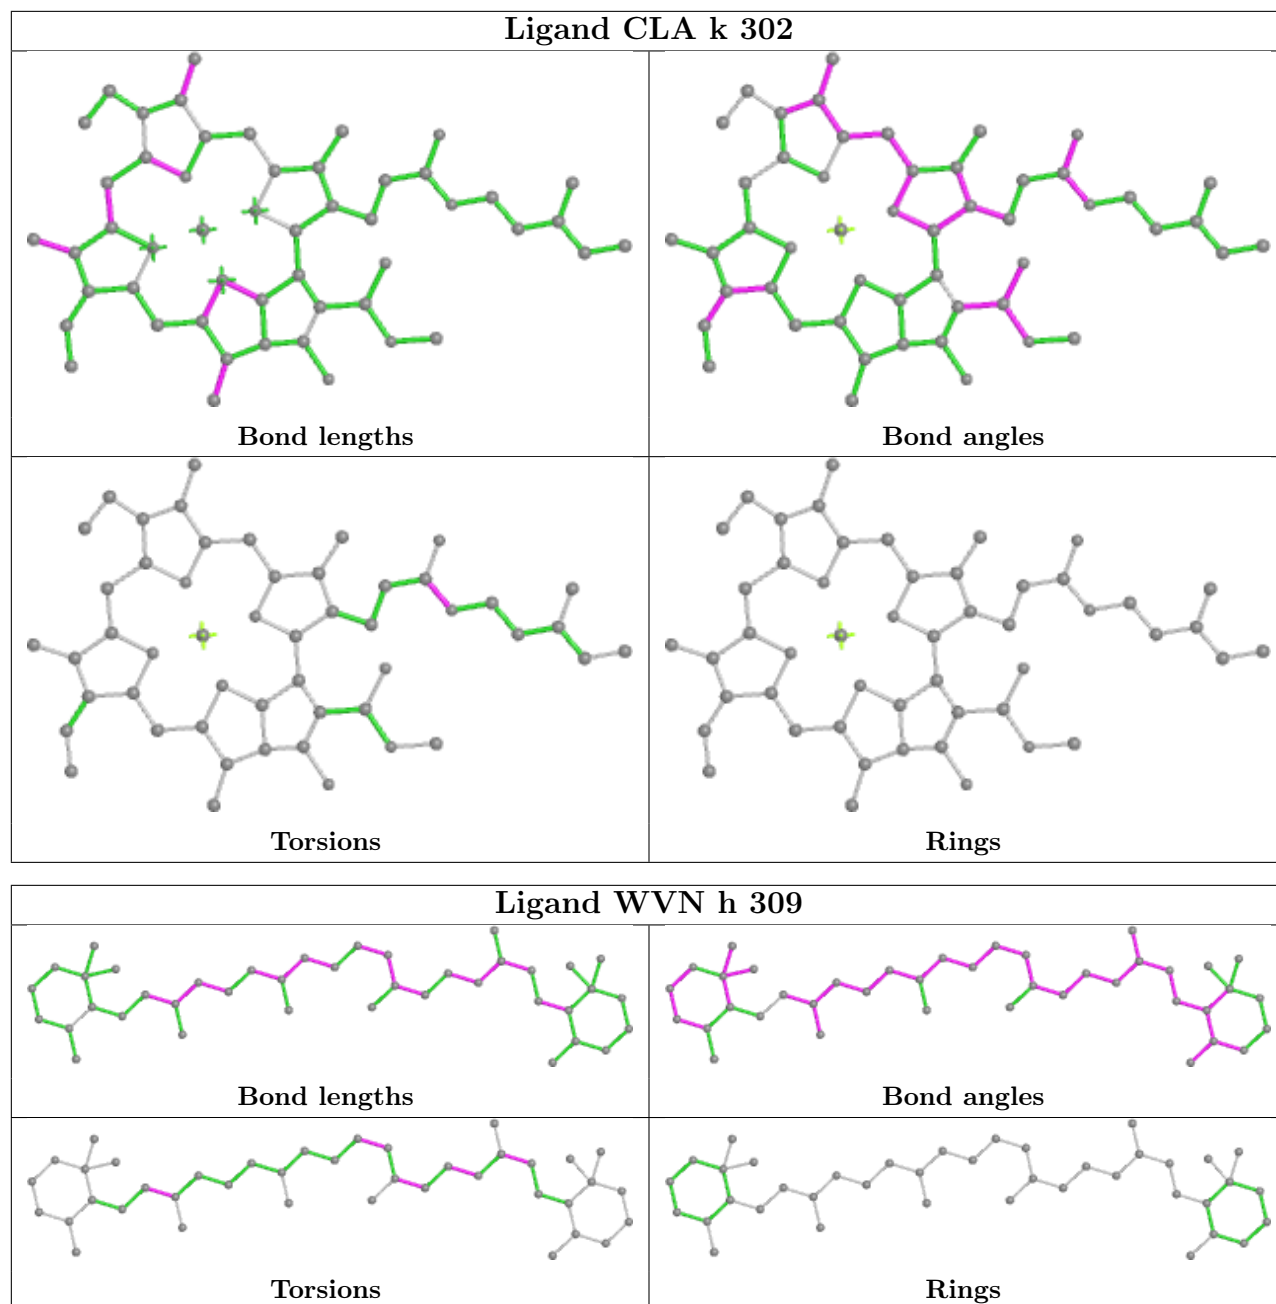 Ligand CLA k 302
Bond lengths
Bond angles
Torsions
Rings
Ligand WVN h 309
Bond lengths
Bond angles
Torsions
Rings